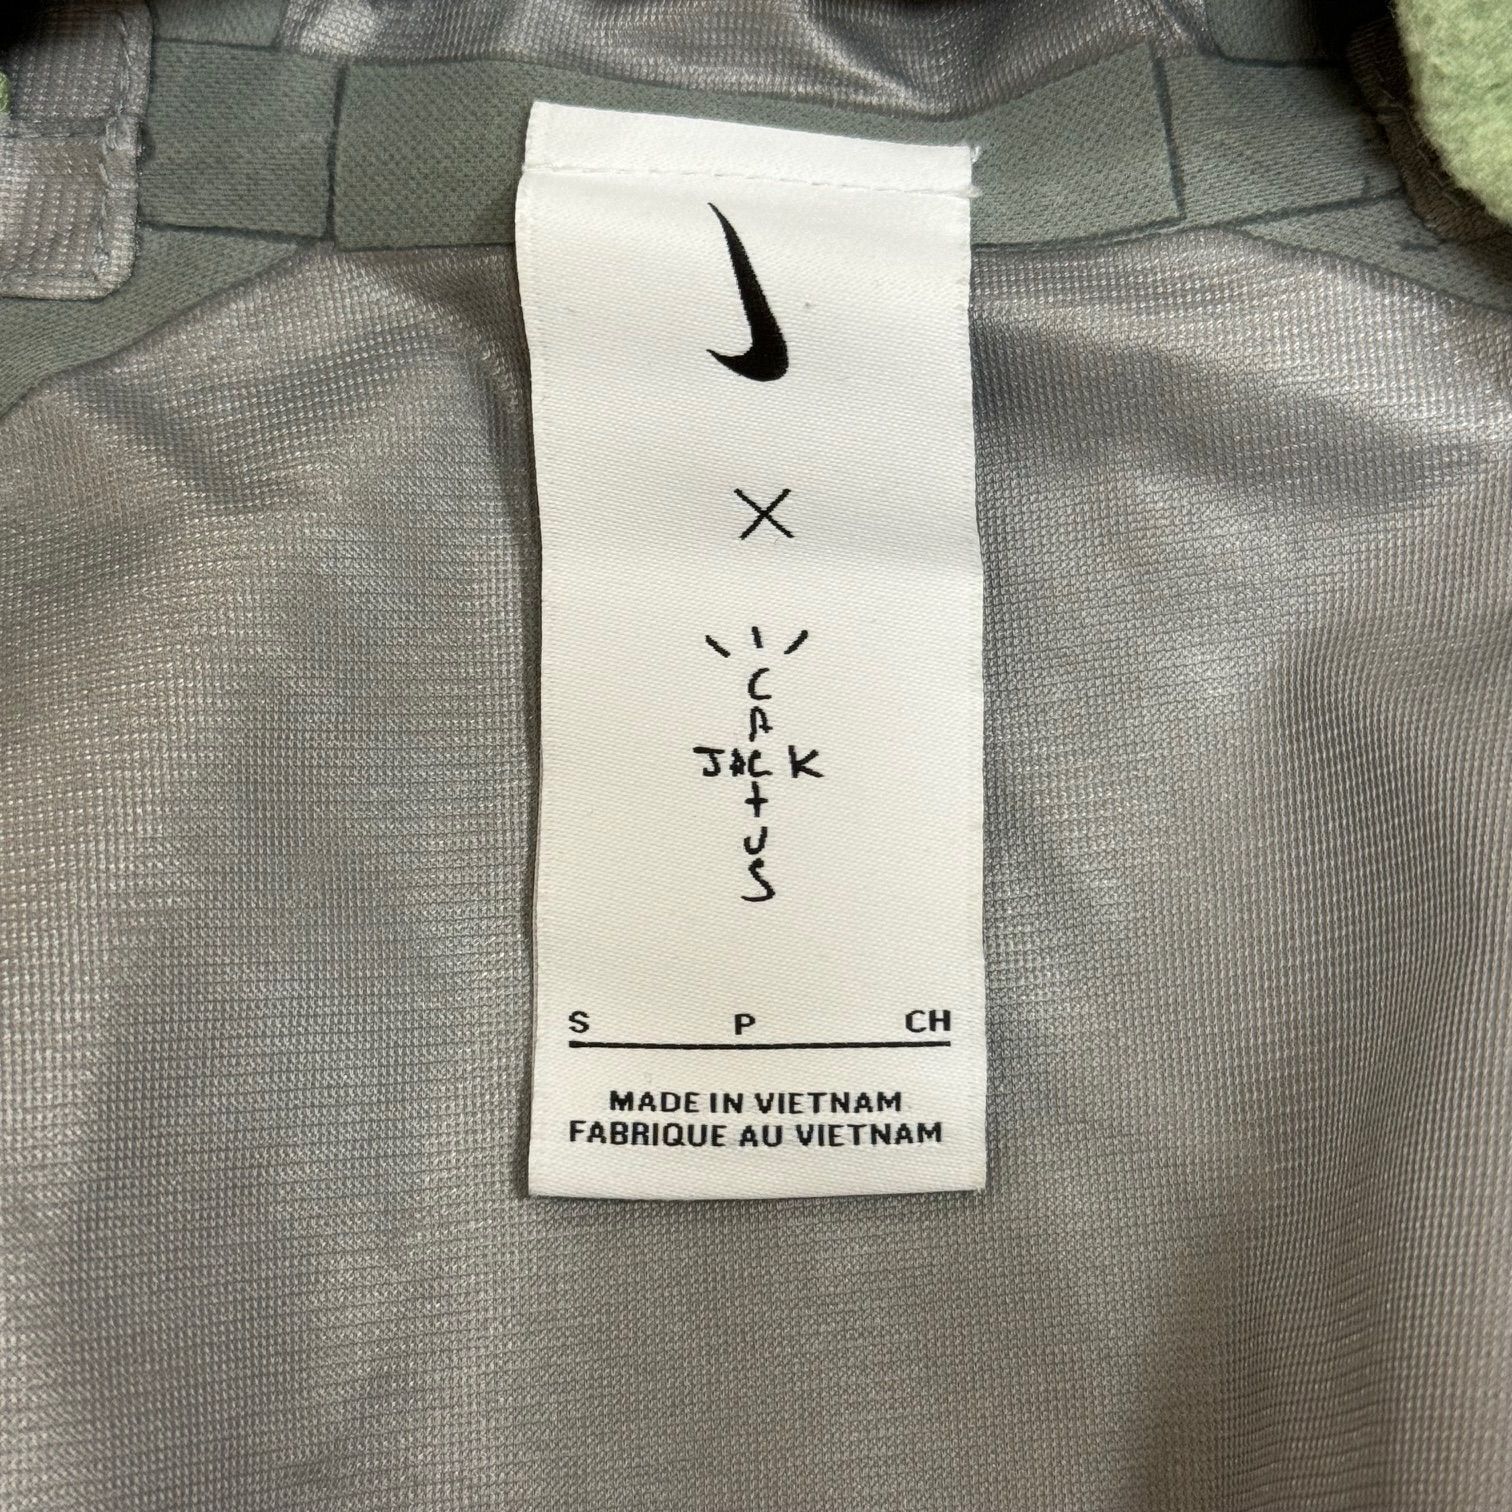 X
CACTUS
JACK
S P CH
MADE IN VIETNAM
FABRIQUE AU VIETNAM